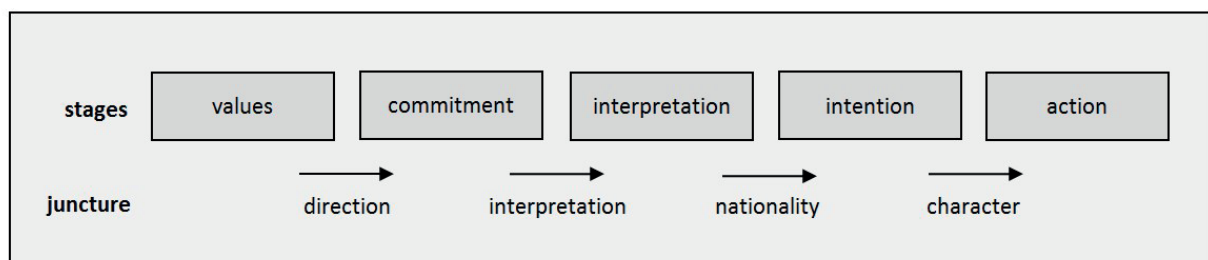 stages values commitment interpretation intention action
juncture direction interpretation nationality character